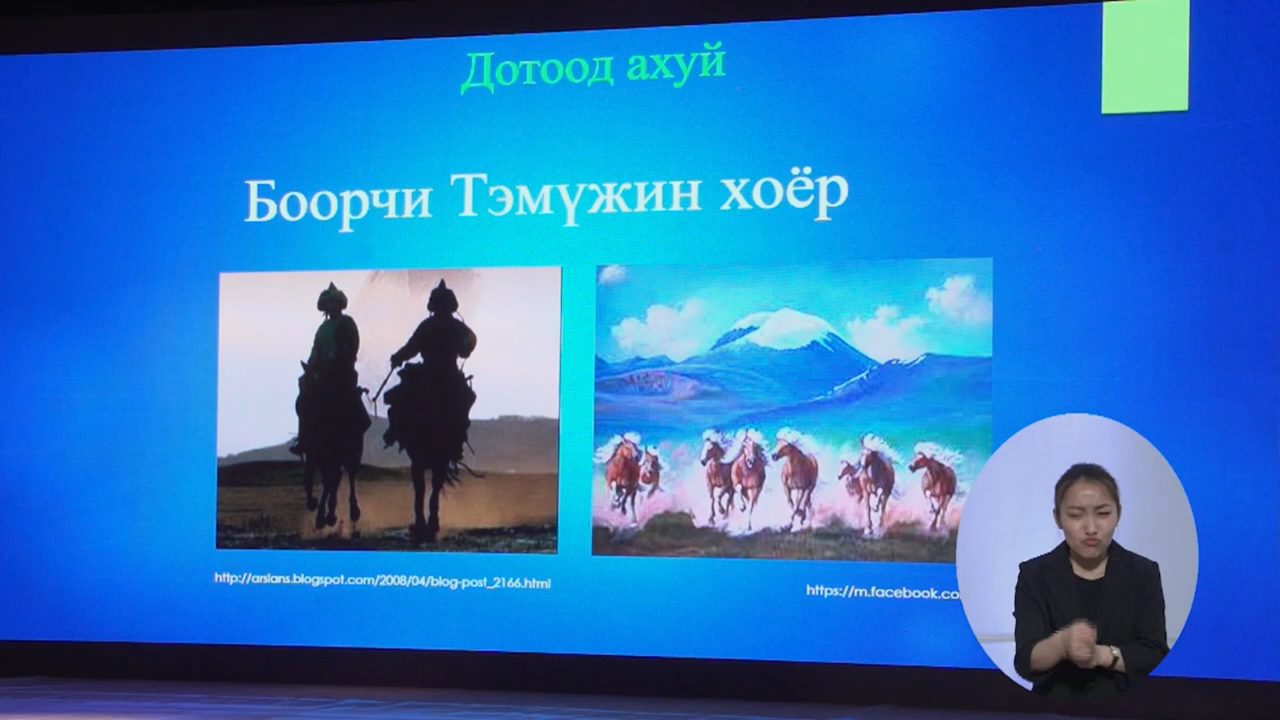 Дотоод ахуй
Боорчи Тэмүжин хоёр
http://arslans.blogspot.com/2008/04/blog-post_2166.html
https://m.facebook.co